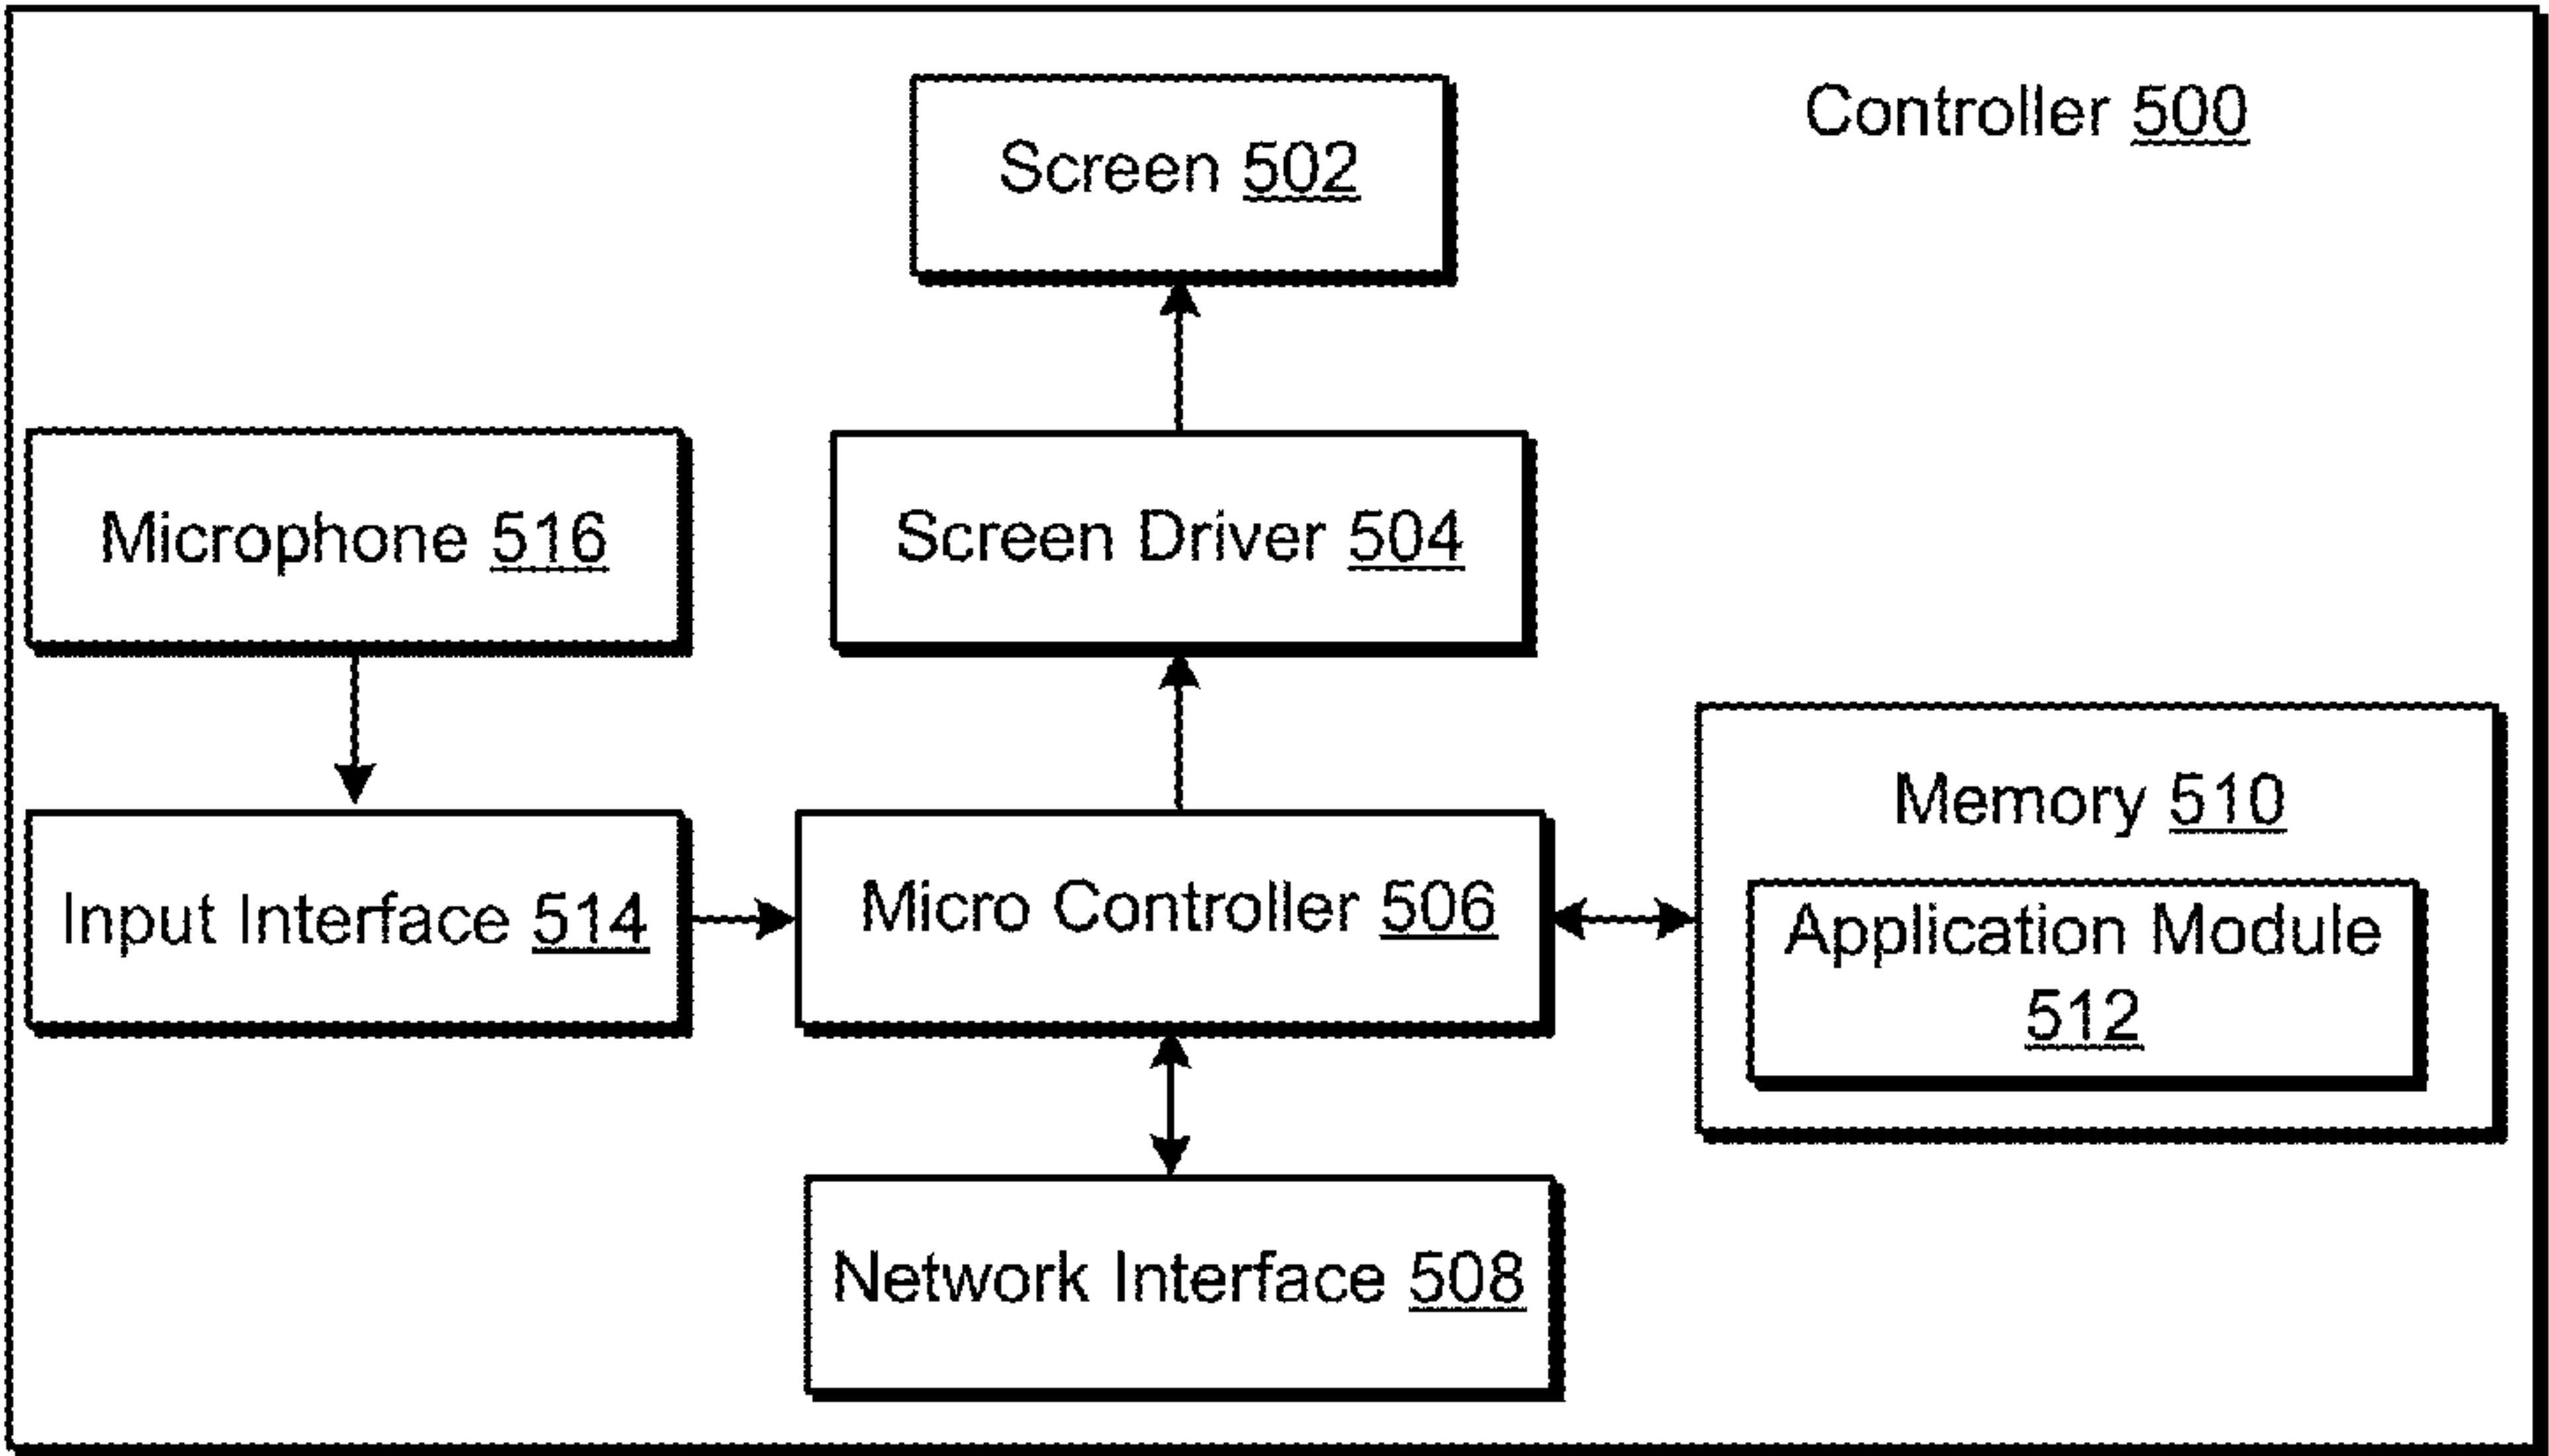 Controller 500
Screen 502
Microphone 516
Screen Driver 504
Memory 510
Input Interface 514
Micro Controller 506
Application Module
512
Network Interface 508